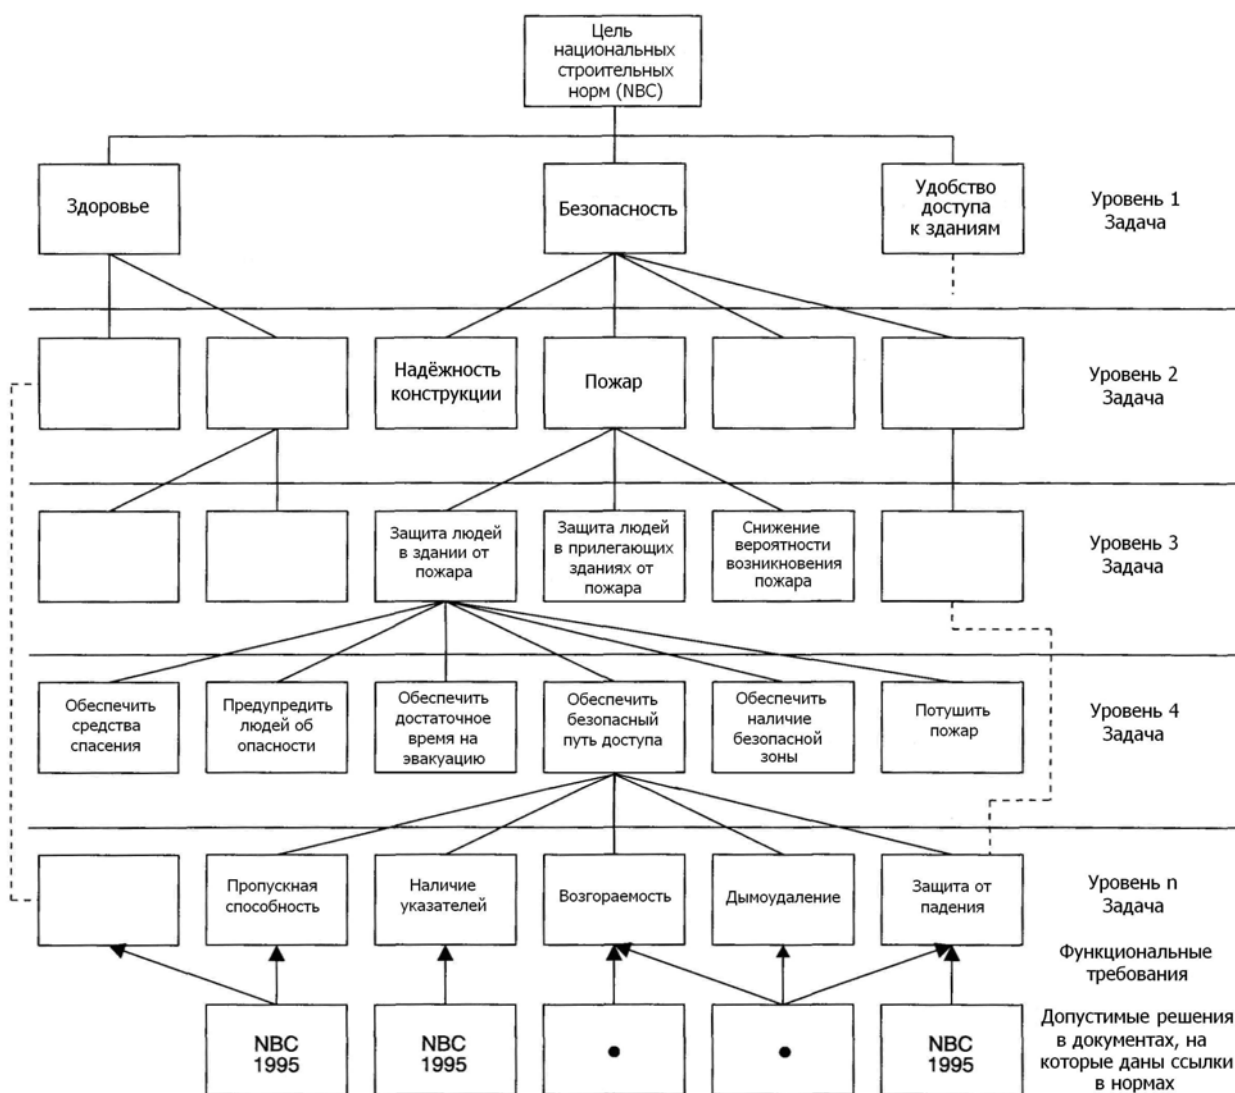 Цель
национальных
строительных
норм (NBC)
Здоровье
Безопасность
Удобство
доступа
к зданиям
Уровень 1
Задача
Надёжность
конструкции
Пожар
Уровень 2
Задача
Защита людей
в здании от
пожара
Защита людей
в прилегающих
зданиях от
пожара
Снижение
вероятности
возникновения
пожара
Уровень 3
Задача
Обеспечить
средства
спасения
Предупредить
людей об
опасности
Обеспечить
достаточное
время на
эвакуацию
Обеспечить
безопасный
путь доступа
Обеспечить
наличие
безопасной
зоны
Потушить
пожар
Уровень 4
Задача
Пропускная
способность
Наличие
указателей
Возгораемость
Дымоудаление
Защита от
падения
Уровень n
Задача
Функциональные
требования
NBC
1995
NBC
1995
NBC
1995
Допустимые решения
в документах, на
которые даны ссылки
в нормах